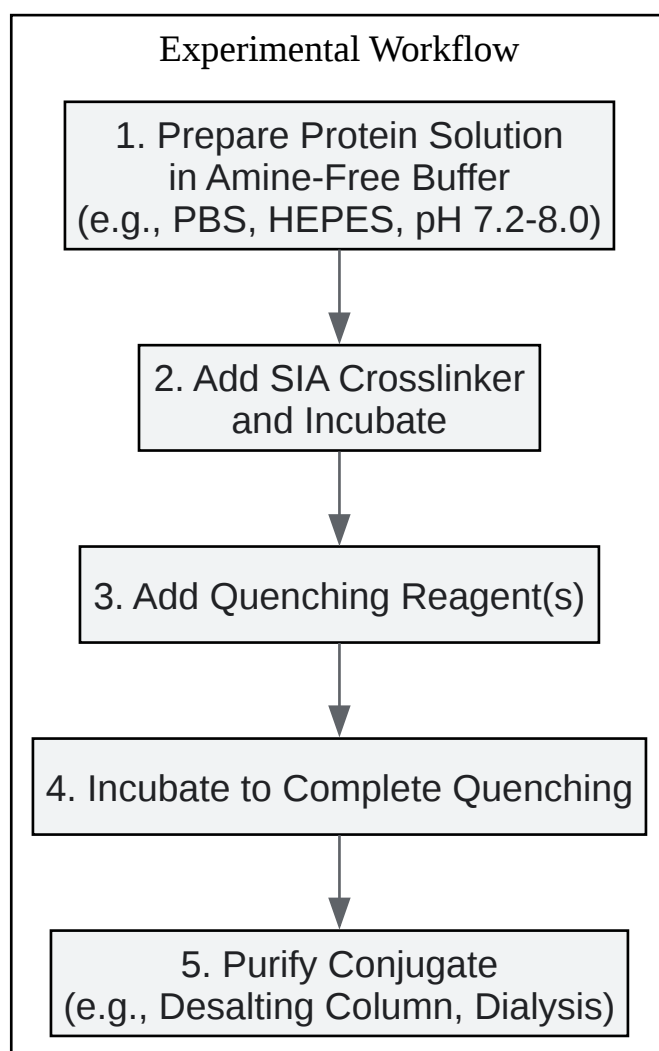 Experimental Workflow
1. Prepare Protein Solution
in Amine-Free Buffer
(e.g., PBS, HEPES, pH 7.2-8.0)
2. Add SIA Crosslinker
and Incubate
3. Add Quenching Reagent(s)
4. Incubate to Complete Quenching
5. Purify Conjugate
(e.g., Desalting Column, Dialysis)